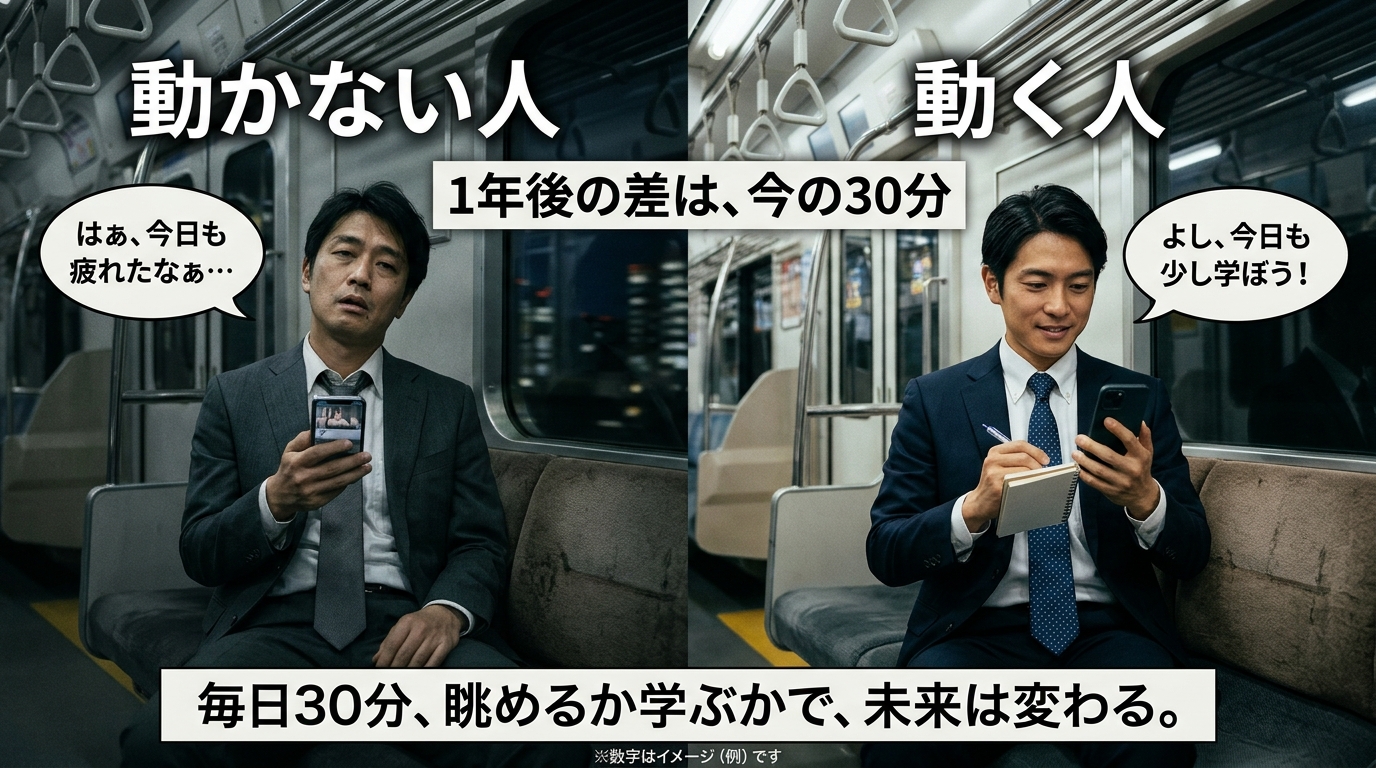 動かない人
動く人
1年後の差は、今の30分
はぁ、今日も
疲れたなぁ…
よし、今日も
少し学ぼう！
毎日30分、眺めるか学ぶかで、未来は変わる。
※数字はイメージ（例）です